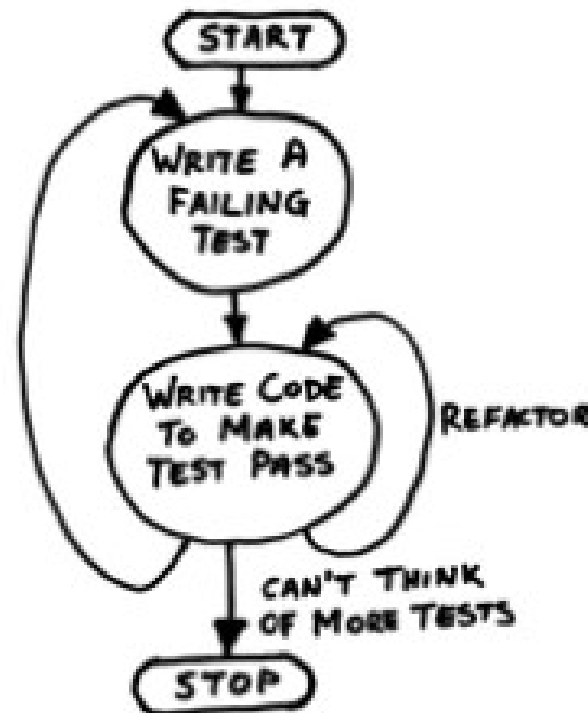 START
WRITE A
FAILING
TEST
WRITE CODE
TO MAKE
TEST PASS
REFACTOR
CAN'T THINK
OF MORE TESTS
STOP